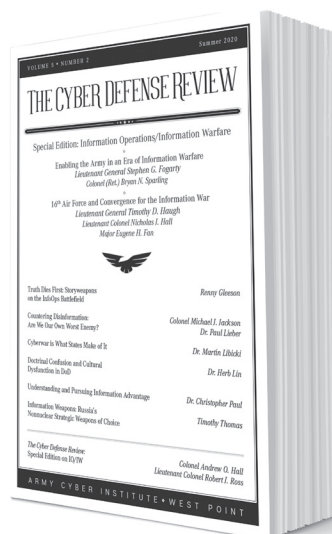 VOLUME 5 • NUMBER 2
Summer 2020
THE CYBER DEFENSE REVIEW
Special Edition: Information Operations/Information Warfare
Enabling the Army in an Era of Information Warfare
Lieutenant General Stephen G. Fogarty
Colonel (Ret.) Bryan N. Sparling
16th Air Force and Convergence for the Information War
Lieutenant General Timothy D. Haugh
Lieutenant Colonel Nicholas J. Hall
Major Eugene H. Fan
Truth Dies First: Storyweapons
on the InfoOps Battlefield
Renny Gleeson
Countering Disinformation:
Are We Our Own Worst Enemy?
Colonel Michael J. Jackson
Dr. Paul Lieber
Cyberwar is What States Make of It
Dr. Martin Libicki
Doctrinal Confusion and Cultural
Dysfunction in DoD
Dr. Herb Lin
Understanding and Pursuing Information Advantage
Dr. Christopher Paul
Information Weapons: Russia's
Nonnuclear Strategic Weapons of Choice
Timothy Thomas
The Cyber Defense Review:
Special Edition on IO/IW
Colonel Andrew O. Hall
Lieutenant Colonel Robert J. Ross
ARMY CYBER INSTITUTE • WEST POINT